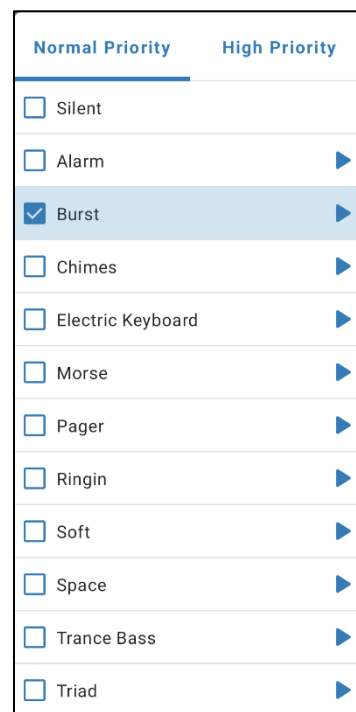 Normal Priority High Priority
Silent
Alarm
Burst
Chimes
Electric Keyboard
Morse
Pager
Ringin
Soft
Space
Trance Bass
Triad